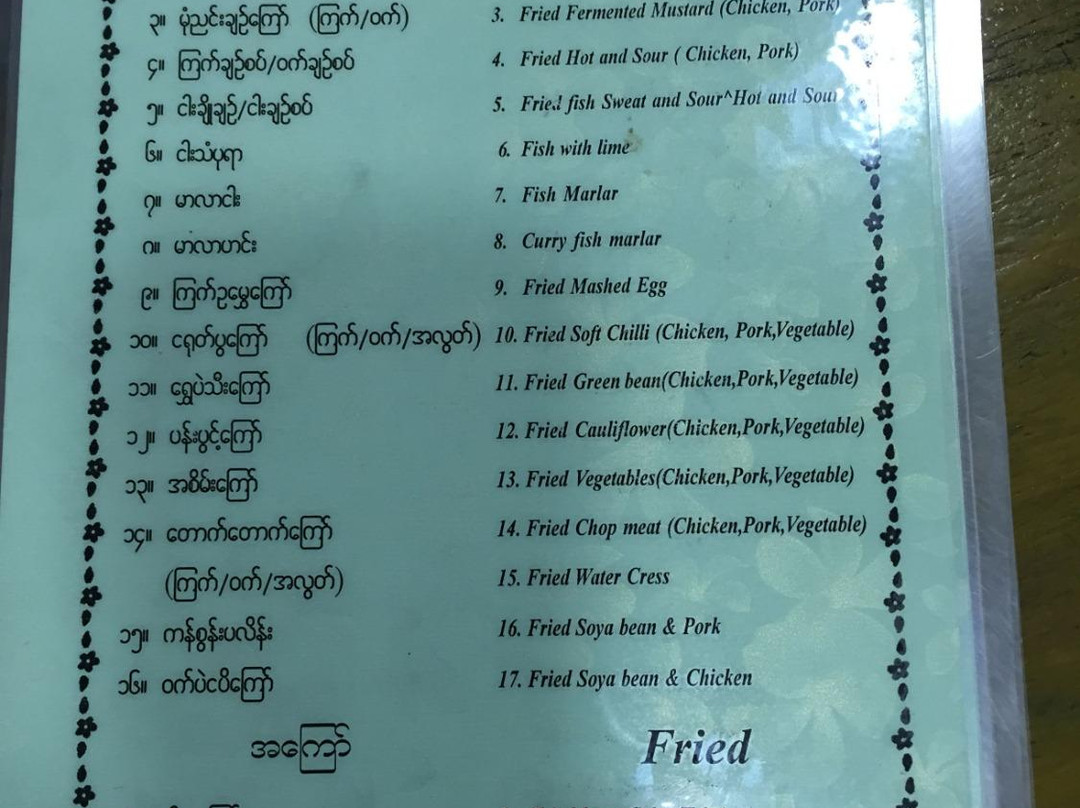 ၃။ မုံညင်းချဉ်ကြော် (ကြက်/ဝက်) 3. Fried Fermented Mustard (Chicken, Pork)
၄။ ကြက်ချဉ်စပ်/ဝက်ချဉ်စပ် 4. Fried Hot and Sour ( Chicken, Pork)
၅။ ငါးချိုချဉ်/ငါးချဉ်စပ် 5. Fried fish Sweat and Sour^Hot and Sour
၆။ ငါးသံပုရာ 6. Fish with lime
၇။ မာလာငါး 7. Fish Marlar
၈။ မာလာဟင်း 8. Curry fish marlar
၉။ ကြက်ဥမွှေကြော် 9. Fried Mashed Egg
၁၀။ ငရုတ်ပွကြော် (ကြက်/ဝက်/အလွတ်) 10. Fried Soft Chilli (Chicken, Pork,Vegetable)
၁၁။ ရွှေပဲသီးကြော် 11. Fried Green bean(Chicken,Pork,Vegetable)
၁၂။ ပန်းပွင့်ကြော် 12. Fried Cauliflower(Chicken,Pork,Vegetable)
၁၃။ အစိမ်းကြော် 13. Fried Vegetables(Chicken,Pork,Vegetable)
၁၄။ တောက်တောက်ကြော် 14. Fried Chop meat (Chicken,Pork,Vegetable)
(ကြက်/ဝက်/အလွတ်) 15. Fried Water Cress
၁၅။ ကန်စွန်းပလိန်း 16. Fried Soya bean & Pork
၁၆။ ဝက်ပဲငပိကြော် 17. Fried Soya bean & Chicken
အကြော် Fried